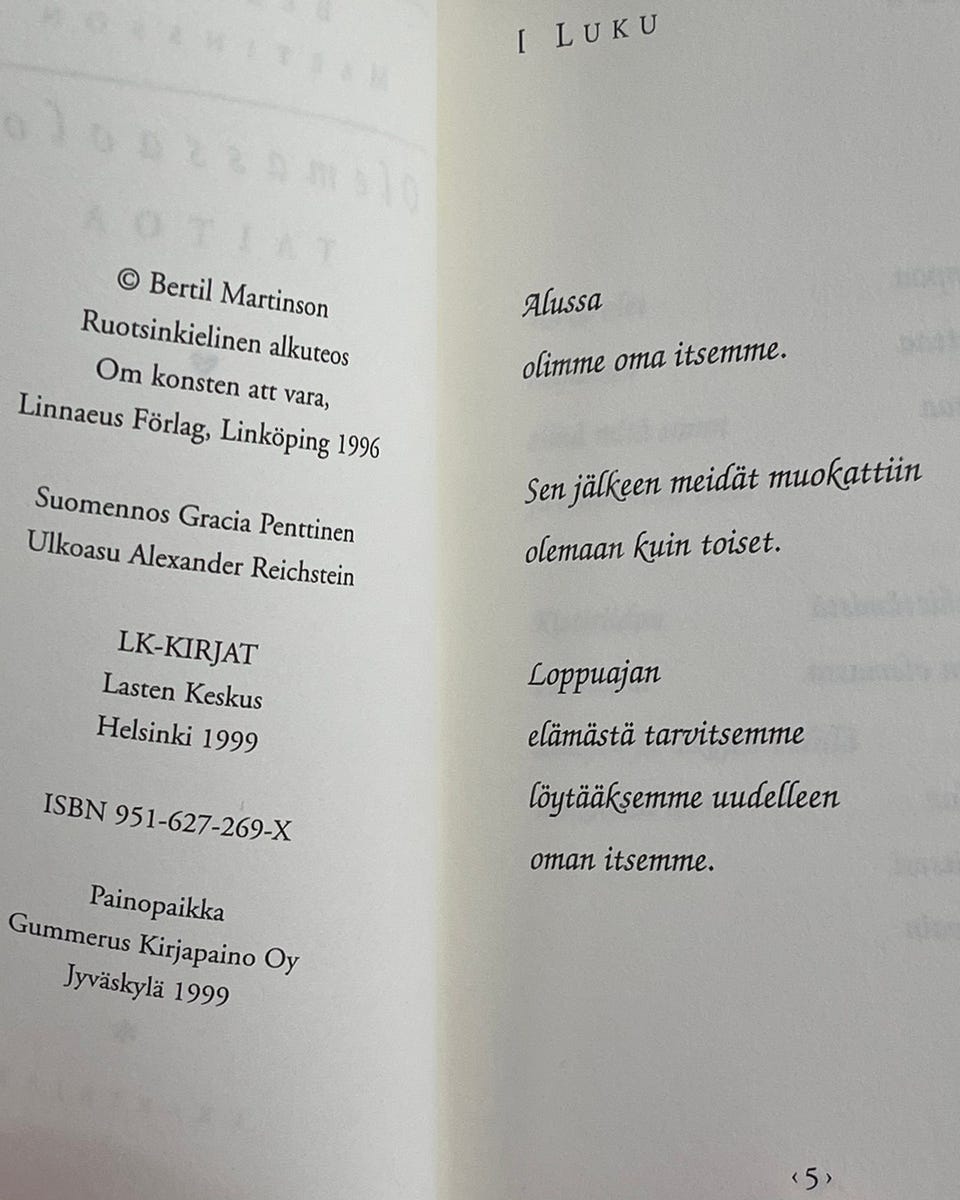 © Bertil Martinson
Ruotsinkielinen alkuteos
Om konsten att vara,
Linnaeus Förlag, Linköping 1996
Suomennos Gracia Penttinen
Ulkoasu Alexander Reichstein
LK-KIRJAT
Lasten Keskus
Helsinki 1999
ISBN 951-627-269-X
Painopaikka
Gummerus Kirjapaino Oy
Jyväskylä 1999
I LUKU
Alussa
olimme oma itsemme.
Sen jälkeen meidät muokattiin
olemaan kuin toiset.
Loppuajan
elämästä tarvitsemme
löytääksemme uudelleen
oman itsemme.
‹ 5 ›